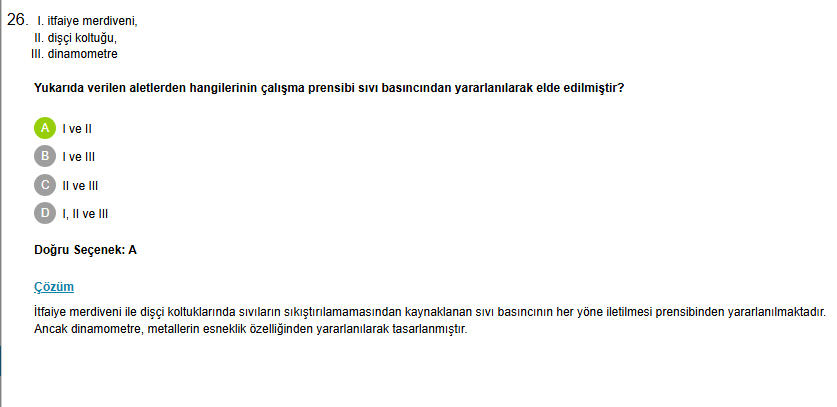 26. I. itfaiye merdiveni,
II. dişçi koltuğu,
III. dinamometre
Yukarıda verilen aletlerden hangilerinin çalışma prensibi sıvı basıncından yararlanılarak elde edilmiştir?
A I ve II
B I ve III
C II ve III
D I, II ve III
Doğru Seçenek: A
Çözüm
İtfaiye merdiveni ile dişçi koltuklarında sıvıların sıkıştırılamamasından kaynaklanan sıvı basıncının her yöne iletilmesi prensibinden yararlanılmaktadır.
Ancak dinamometre, metallerin esneklik özelliğinden yararlanılarak tasarlanmıştır.